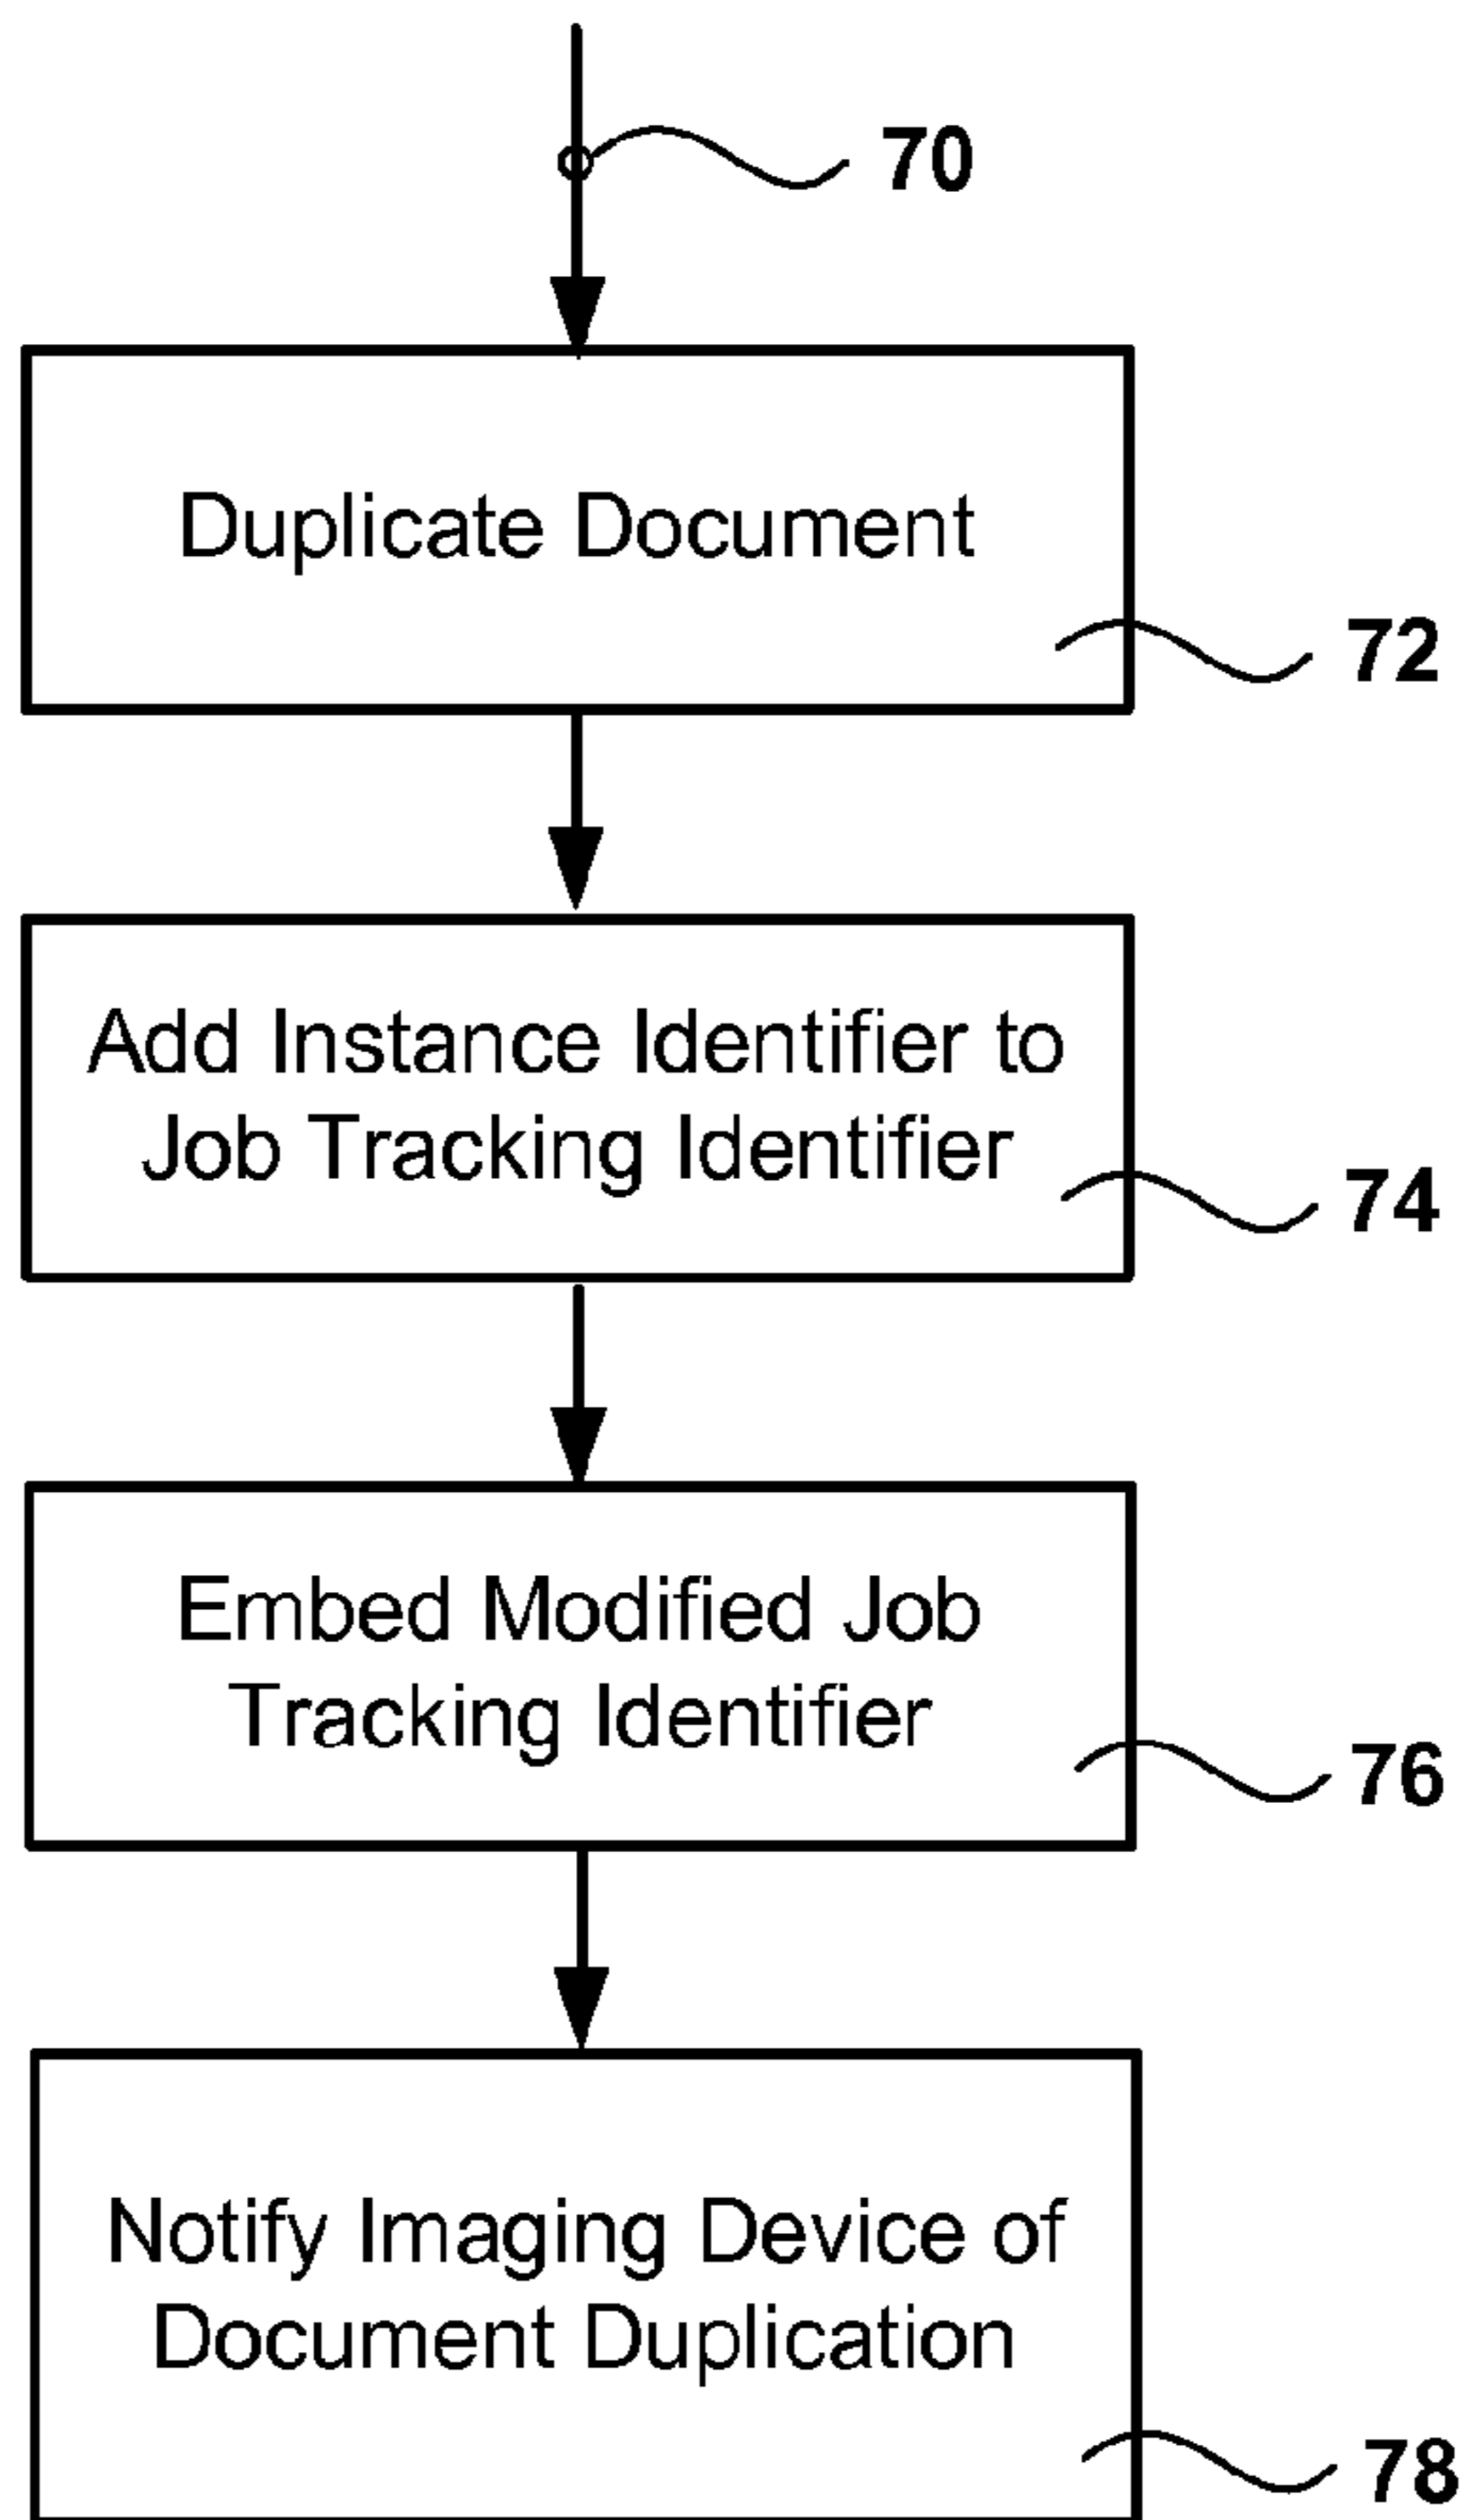 70
Duplicate Document
72
Add Instance Identifier to
Job Tracking Identifier
74
Embed Modified Job
Tracking Identifier
76
Notify Imaging Device of
Document Duplication
78